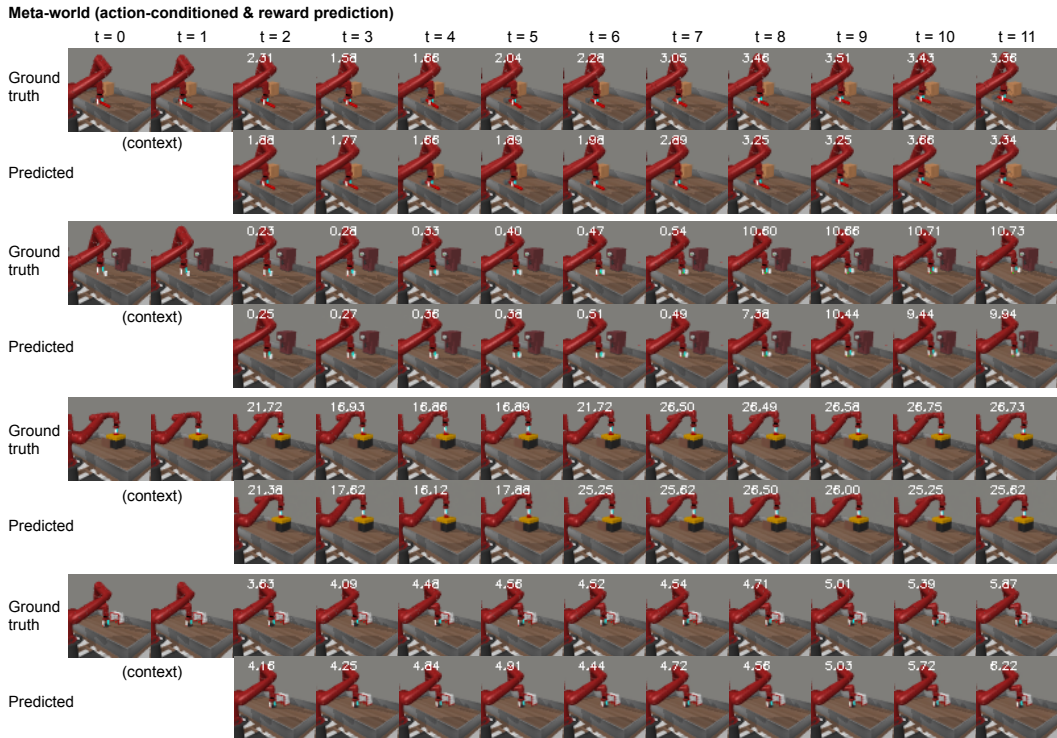 Meta-world (action-conditioned & reward prediction)
t = 0 t = 1 t = 2 t = 3 t = 4 t = 5 t = 6 t = 7 t = 8 t = 9 t = 10 t = 11
Ground truth
2.31 1.58 1.66 2.04 2.28 3.05 3.46 3.51 3.43 3.36
(context)
Predicted
1.88 1.77 1.66 1.89 1.98 2.89 3.25 3.25 3.66 3.34
Ground truth
0.23 0.28 0.33 0.40 0.47 0.54 10.60 10.66 10.71 10.73
(context)
Predicted
0.25 0.27 0.36 0.38 0.51 0.49 7.38 10.44 9.44 9.94
Ground truth
21.72 16.93 16.86 16.89 21.72 26.50 26.49 26.58 26.75 26.73
(context)
Predicted
21.38 17.62 16.12 17.88 25.25 25.62 26.50 26.00 25.25 25.62
Ground truth
3.63 4.09 4.46 4.56 4.52 4.54 4.71 5.01 5.39 5.67
(context)
Predicted
4.16 4.25 4.84 4.91 4.44 4.72 4.56 5.03 5.72 6.22